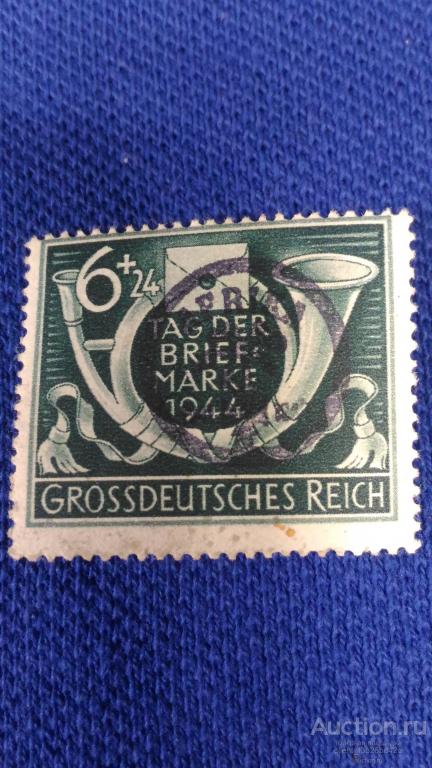 6+24
TAG DER
BRIEF-
MARKE
1944
GROSSDEUTSCHES REICH
Auction.ru